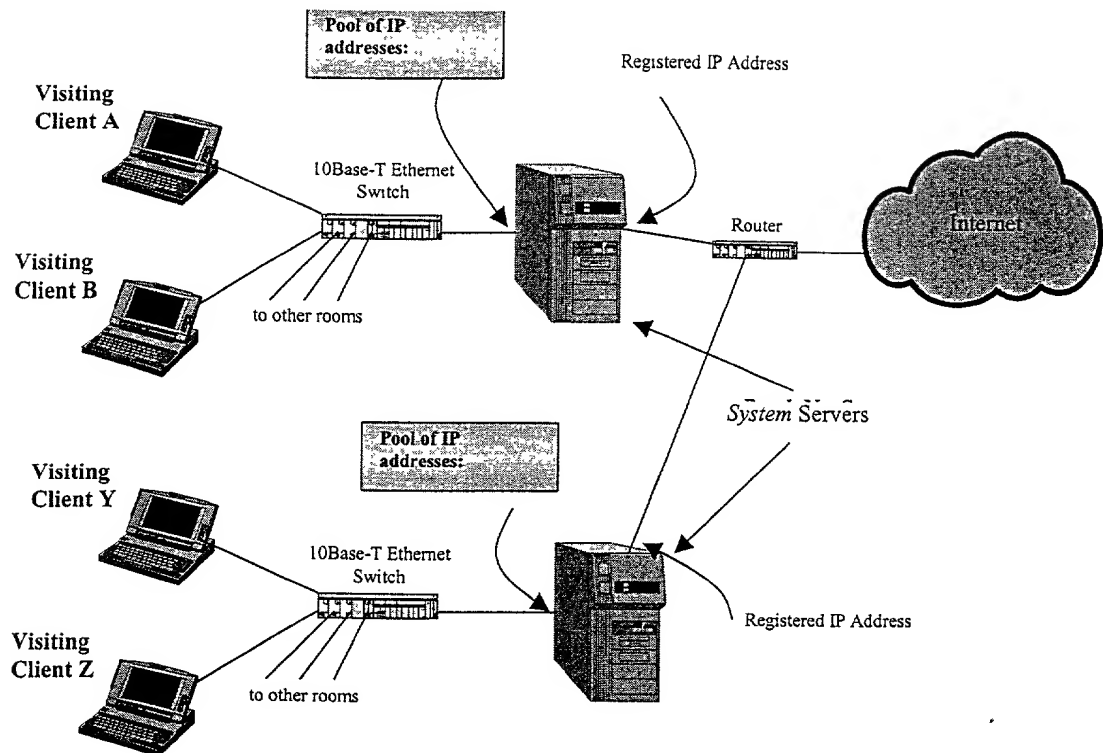 Pool of IP
addresses:
Registered IP Address
Visiting
Client A
10Base-T Ethernet
Switch
Router
Internet
Visiting
Client B
to other rooms
System Servers
Pool of IP
addresses:
Visiting
Client Y
10Base-T Ethernet
Switch
Registered IP Address
Visiting
Client Z
to other rooms